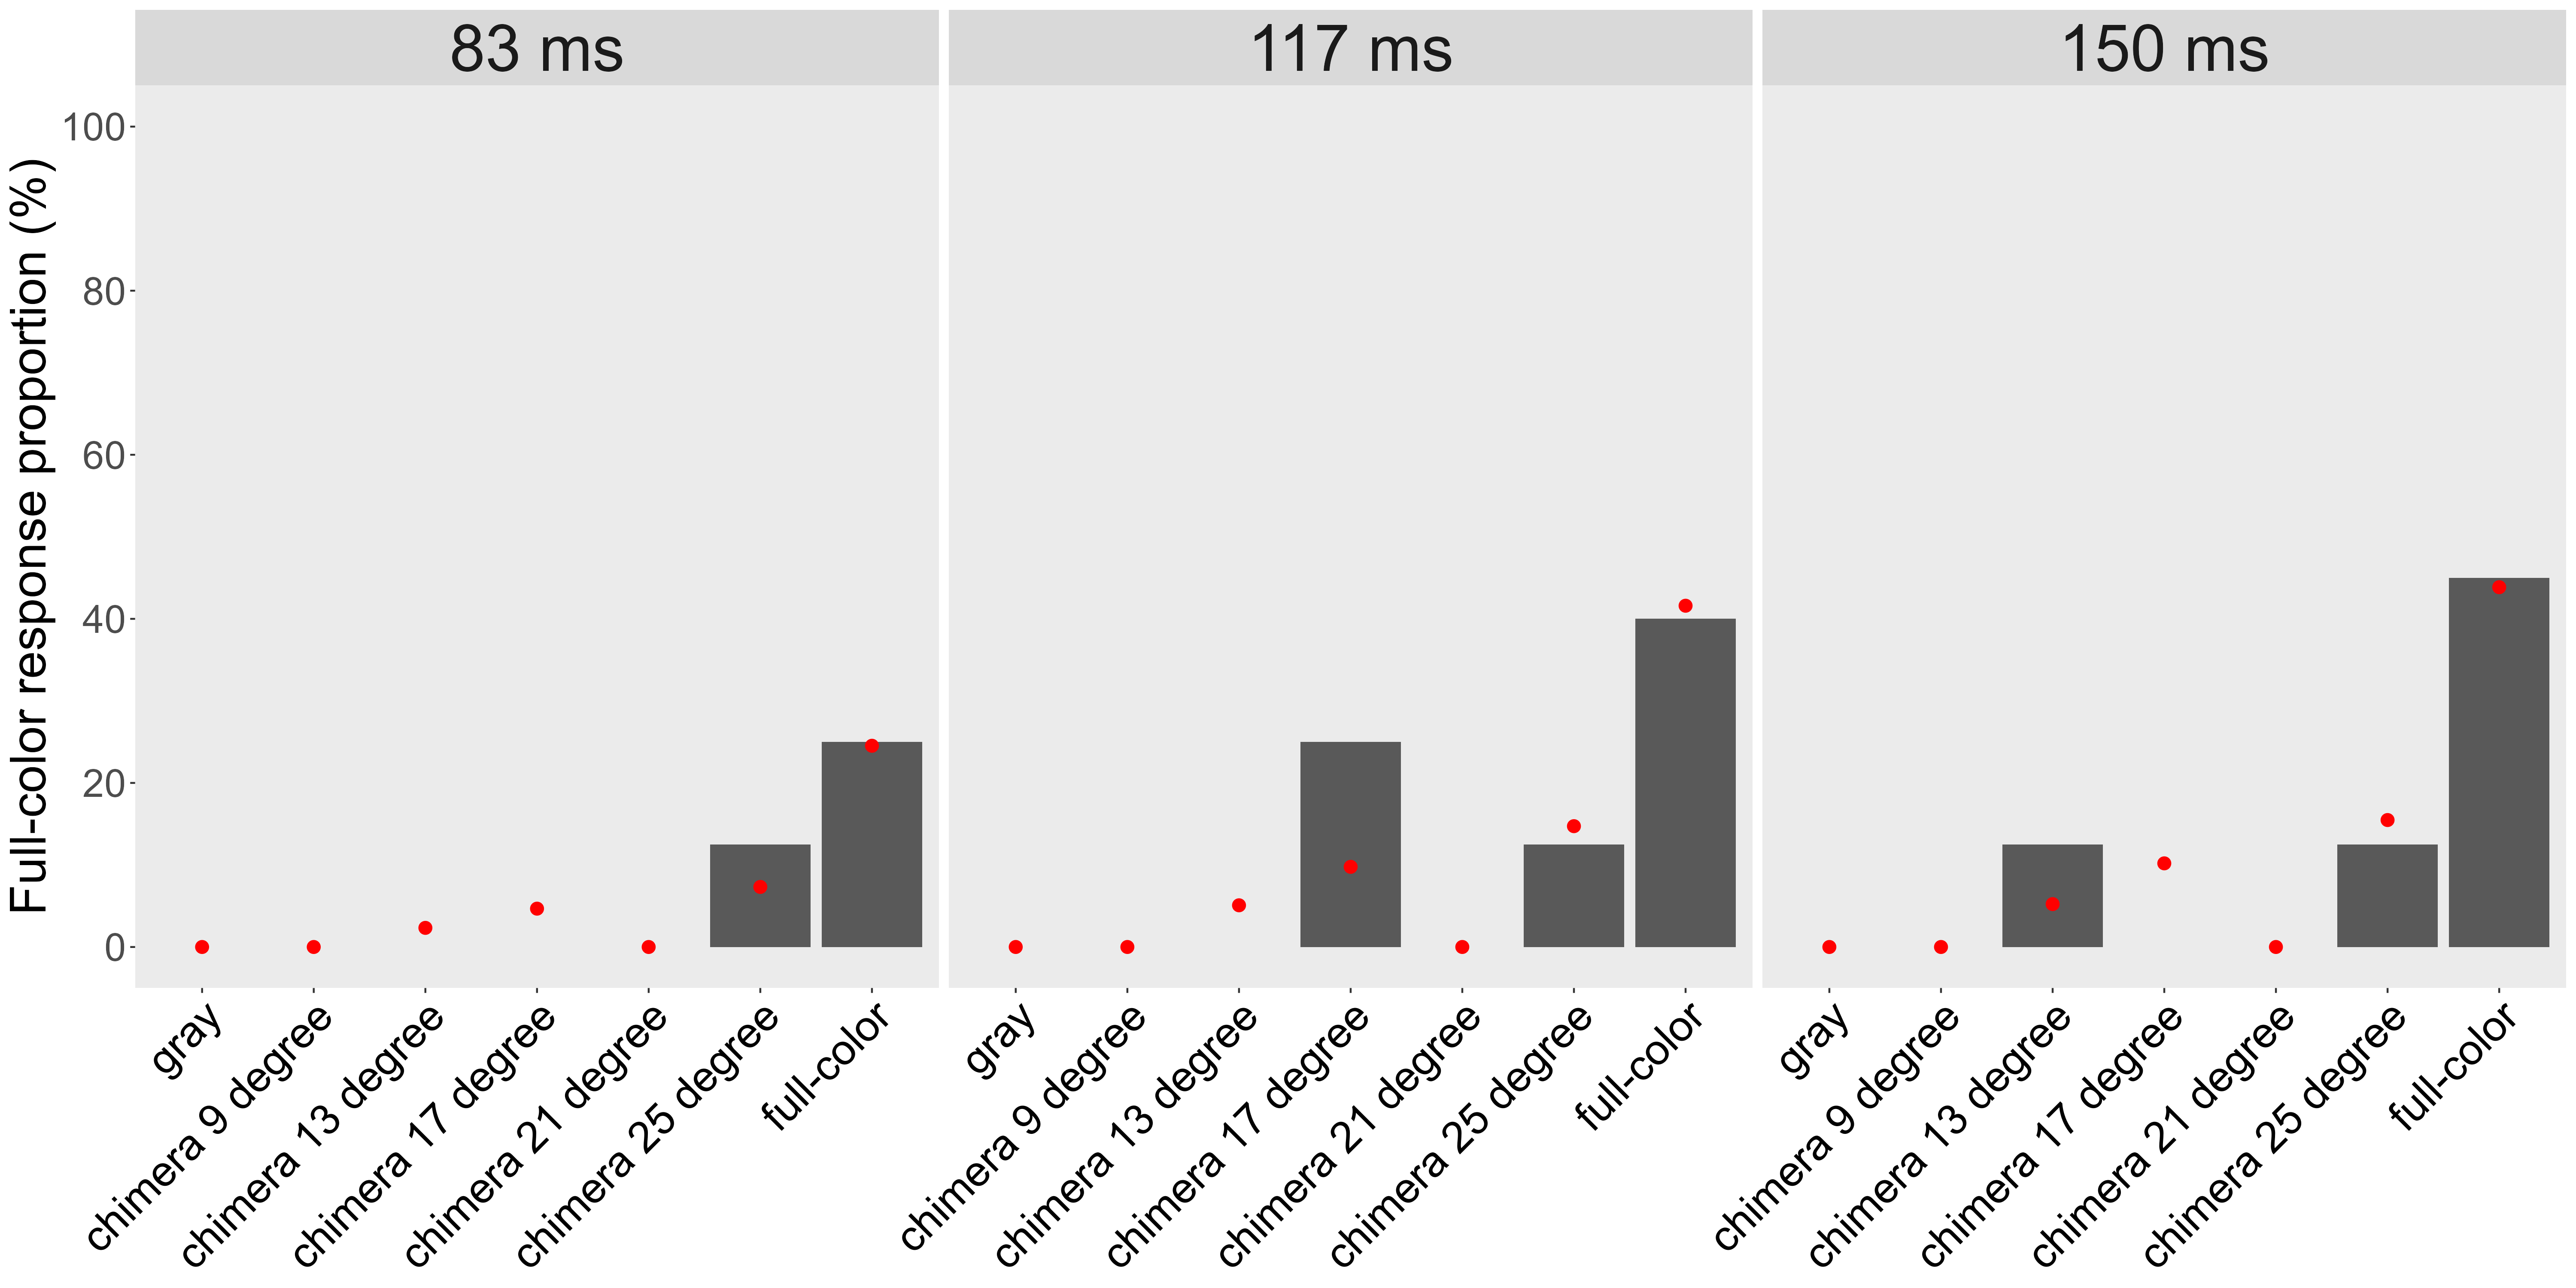 83 ms
117 ms
150 ms
Full-color response proportion (%)
100
80
60
40
20
0
gray
chimera 9 degree
chimera 13 degree
chimera 17 degree
chimera 21 degree
chimera 25 degree
full-color
gray
chimera 9 degree
chimera 13 degree
chimera 17 degree
chimera 21 degree
chimera 25 degree
full-color
gray
chimera 9 degree
chimera 13 degree
chimera 17 degree
chimera 21 degree
chimera 25 degree
full-color